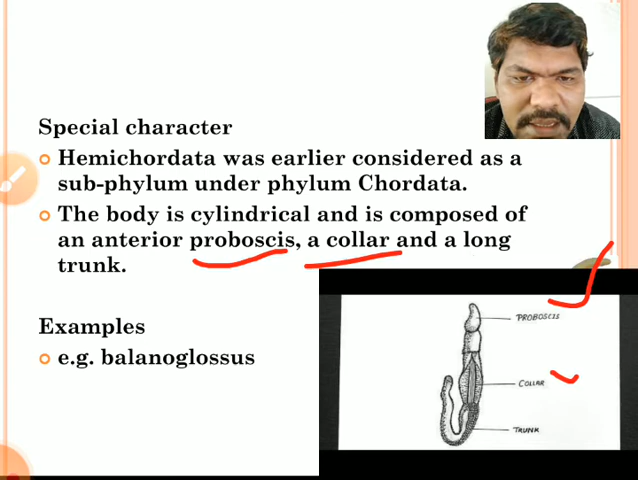 Special character
Hemichordata was earlier considered as a
sub-phylum under phylum Chordata.
The body is cylindrical and is composed of
an anterior proboscis, a collar and a long
trunk.
Examples
e.g. balanoglossus
PROBOSCIS
COLLAR
TRUNK